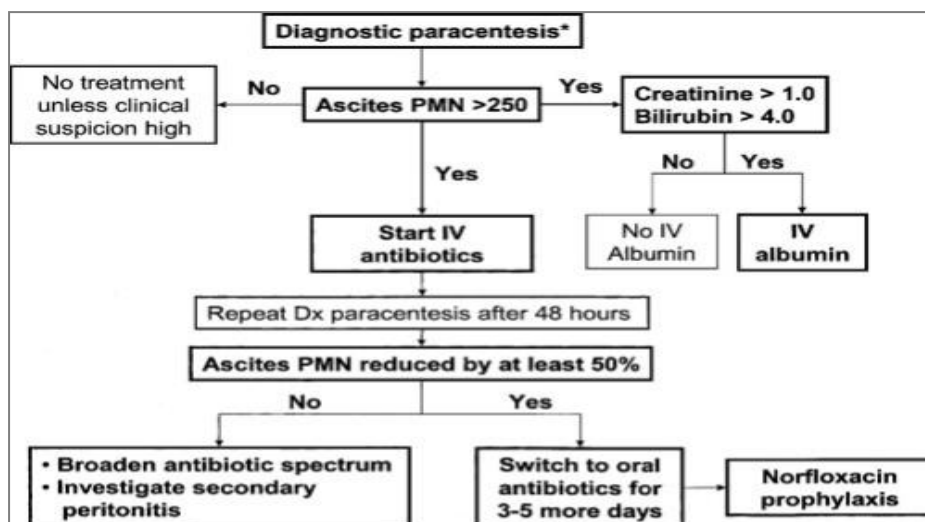 Diagnostic paracentesis*
No treatment
unless clinical
suspicion high
No
Ascites PMN >250
Yes
Creatinine > 1.0
Bilirubin > 4.0
Yes
No
Yes
Start IV
antibiotics
No IV
Albumin
IV
albumin
Repeat Dx paracentesis after 48 hours
Ascites PMN reduced by at least 50%
No
Yes
• Broaden antibiotic spectrum
• Investigate secondary
peritonitis
Switch to oral
antibiotics for
3-5 more days
Norfloxacin
prophylaxis